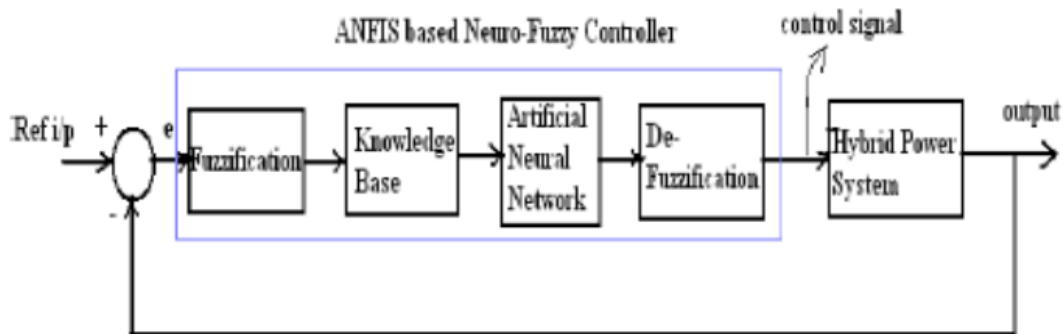 ANFIS based Neuro-Fuzzy Controller
control signal
Ref i/p
+
e
-
Fuzzification
Knowledge
Base
Artificial
Neural
Network
De-
Fuzzification
Hybrid Power
System
output